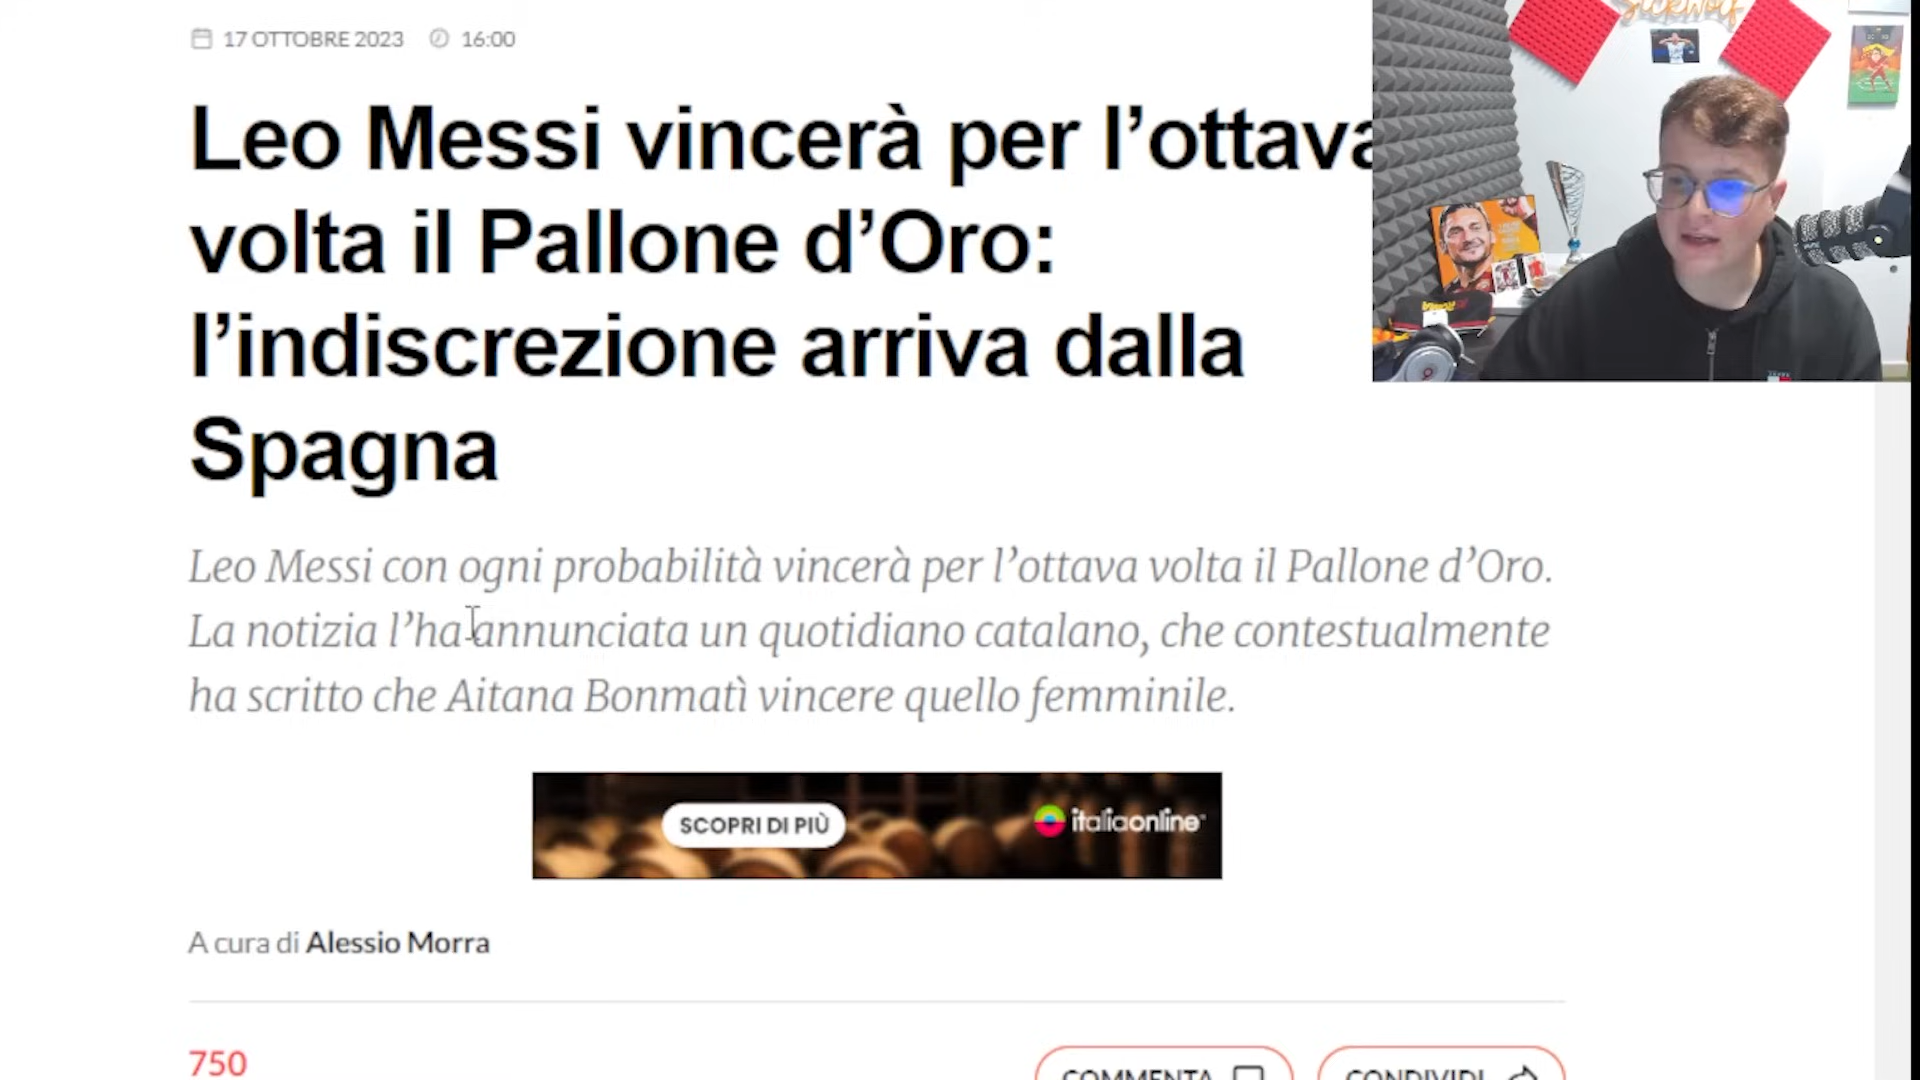 17 OTTOBRE 2023 16:00
Leo Messi vincerà per l’ottava
volta il Pallone d’Oro:
l’indiscrezione arriva dalla
Spagna
Leo Messi con ogni probabilità vincerà per l’ottava volta il Pallone d’Oro.
La notizia l’ha annunciata un quotidiano catalano, che contestualmente
ha scritto che Aitana Bonmatì vincere quello femminile.
SCOPRI DI PIÙ
italiaonline
A cura di Alessio Morra
750
COMMENTA
CONDIVIDI